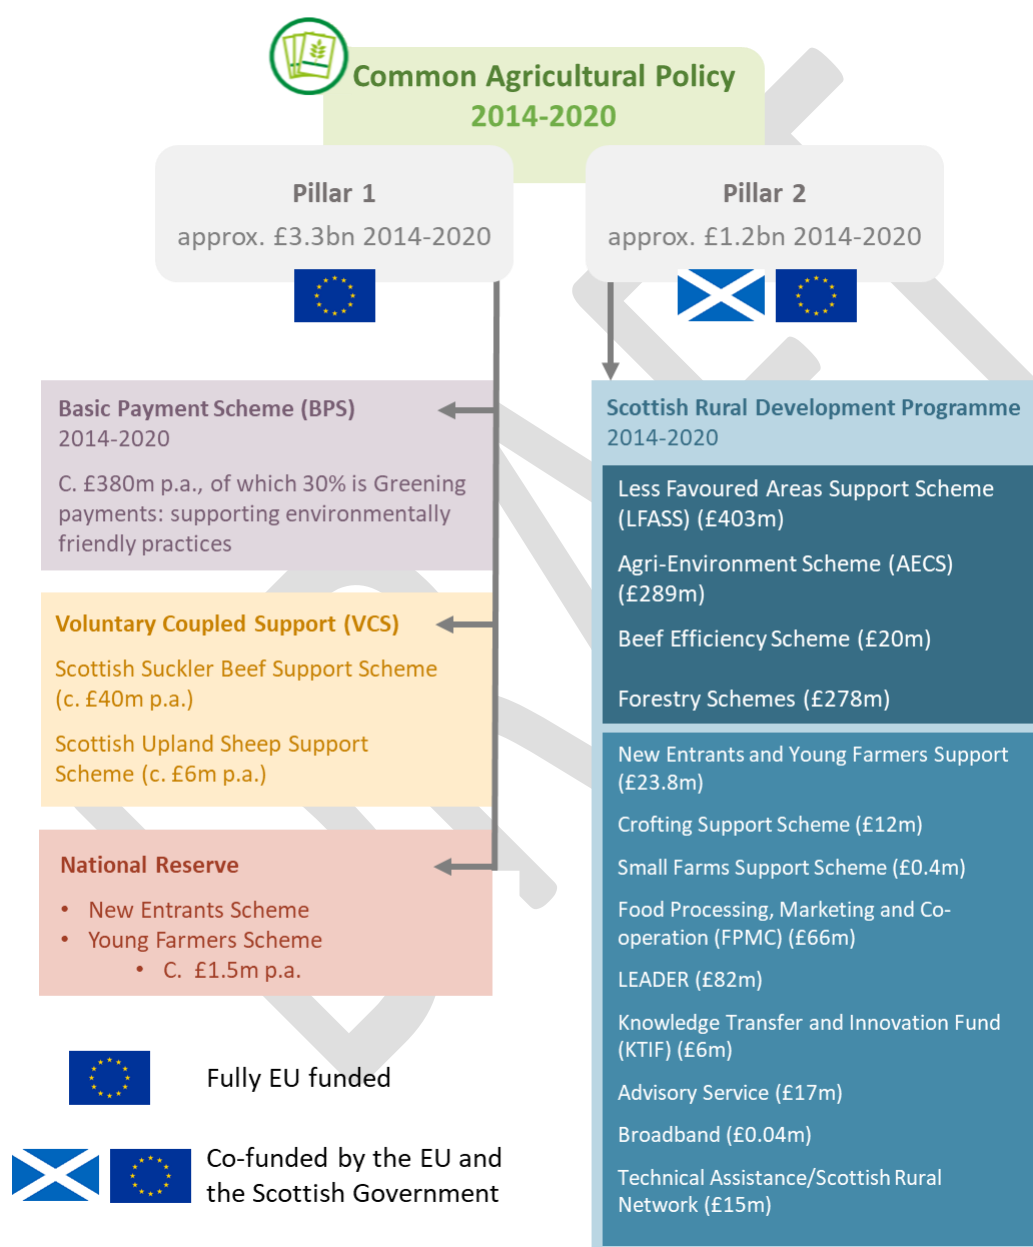 Common Agricultural Policy
2014-2020
Pillar 1
approx. £3.3bn 2014-2020
Pillar 2
approx. £1.2bn 2014-2020
Basic Payment Scheme (BPS)
2014-2020
C. £380m p.a., of which 30% is Greening
payments: supporting environmentally
friendly practices
Voluntary Coupled Support (VCS)
Scottish Suckler Beef Support Scheme
(c. £40m p.a.)
Scottish Upland Sheep Support
Scheme (c. £6m p.a.)
National Reserve
• New Entrants Scheme
• Young Farmers Scheme
• C. £1.5m p.a.
Fully EU funded
Co-funded by the EU and
the Scottish Government
Scottish Rural Development Programme
2014-2020
Less Favoured Areas Support Scheme
(LFASS) (£403m)
Agri-Environment Scheme (AECS)
(£289m)
Beef Efficiency Scheme (£20m)
Forestry Schemes (£278m)
New Entrants and Young Farmers Support
(£23.8m)
Crofting Support Scheme (£12m)
Small Farms Support Scheme (£0.4m)
Food Processing, Marketing and Co-
operation (FPMC) (£66m)
LEADER (£82m)
Knowledge Transfer and Innovation Fund
(KTIF) (£6m)
Advisory Service (£17m)
Broadband (£0.04m)
Technical Assistance/Scottish Rural
Network (£15m)